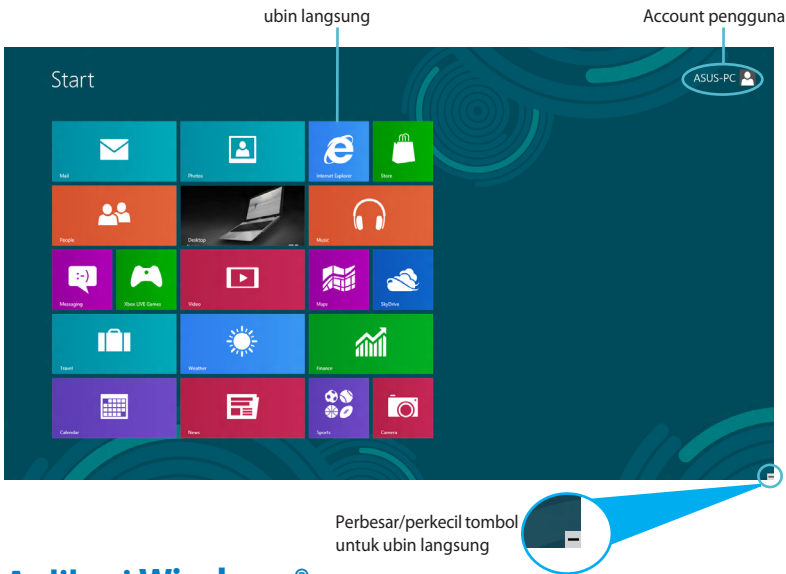 ubin langsung
Account pengguna
Start
ASUS-PC
Mail
Photos
Internet Explorer
Store
People
Desktop
Music
Messaging
Xbox LIVE Games
Video
Maps
SkyDrive
Travel
Weather
Finance
Calendar
News
Sports
Camera
Perbesar/perkecil tombol
untuk ubin langsung